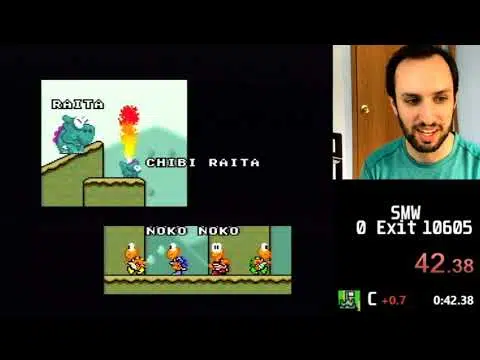 RAITA
CHIBI RAITA
NOKO NOKO
SMW
0 Exit 10605
42.38
C +0.7 0:42.38